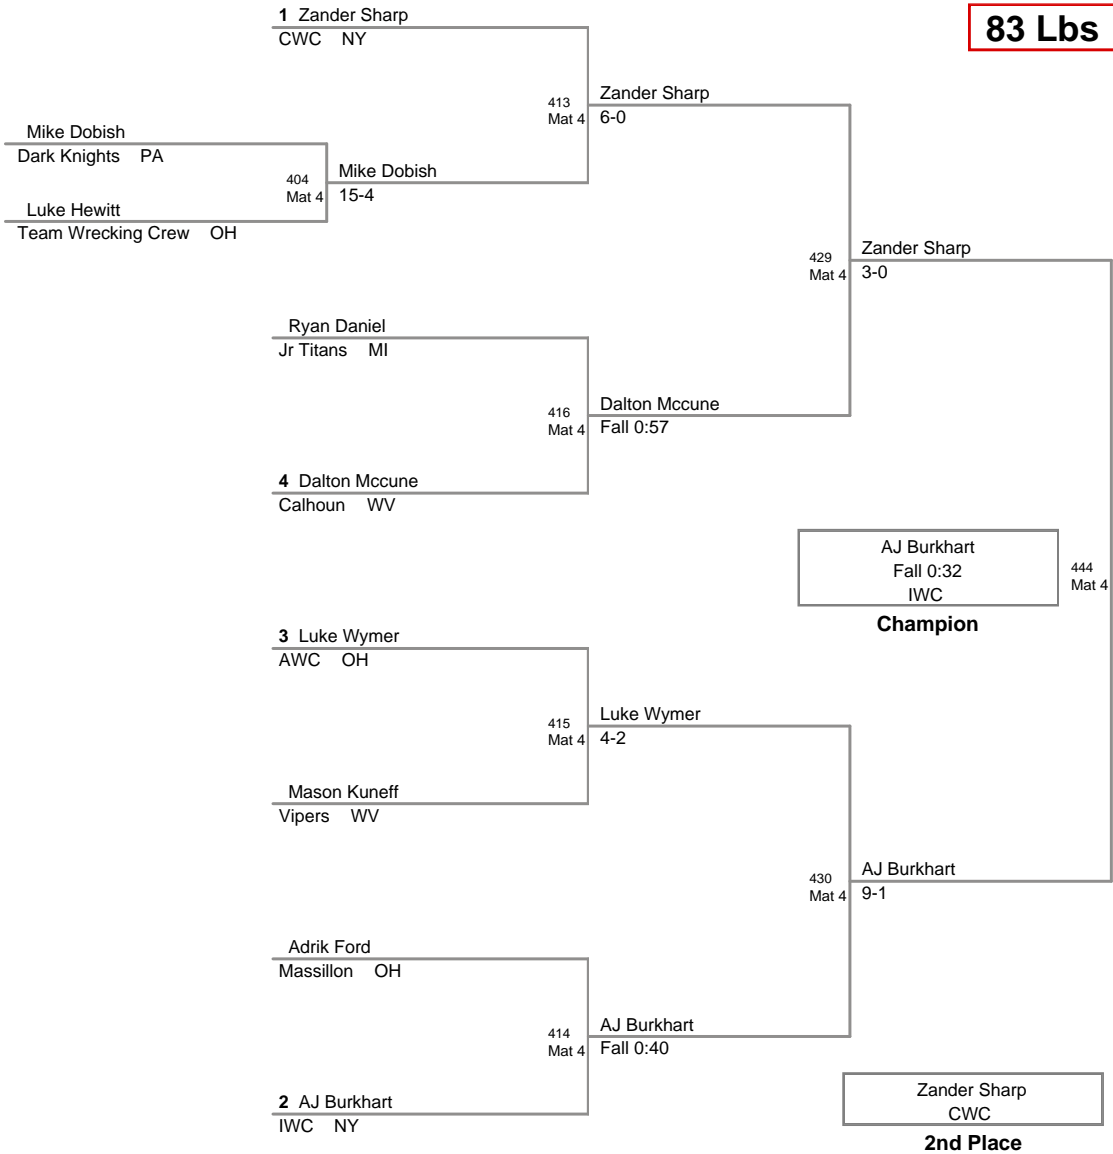 83 Lbs
1 Zander Sharp
CWC NY
413
Mat 4
Zander Sharp
6-0
Mike Dobish
Dark Knights PA
404
Mat 4
Mike Dobish
15-4
Luke Hewitt
Team Wrecking Crew OH
429
Mat 4
Zander Sharp
3-0
Ryan Daniel
Jr Titans MI
416
Mat 4
Dalton Mccune
Fall 0:57
4 Dalton Mccune
Calhoun WV
AJ Burkhart
Fall 0:32
IWC
Champion
444
Mat 4
3 Luke Wymer
AWC OH
415
Mat 4
Luke Wymer
4-2
Mason Kuneff
Vipers WV
430
Mat 4
AJ Burkhart
9-1
Adrik Ford
Massillon OH
414
Mat 4
AJ Burkhart
Fall 0:40
2 AJ Burkhart
IWC NY
Zander Sharp
CWC
2nd Place